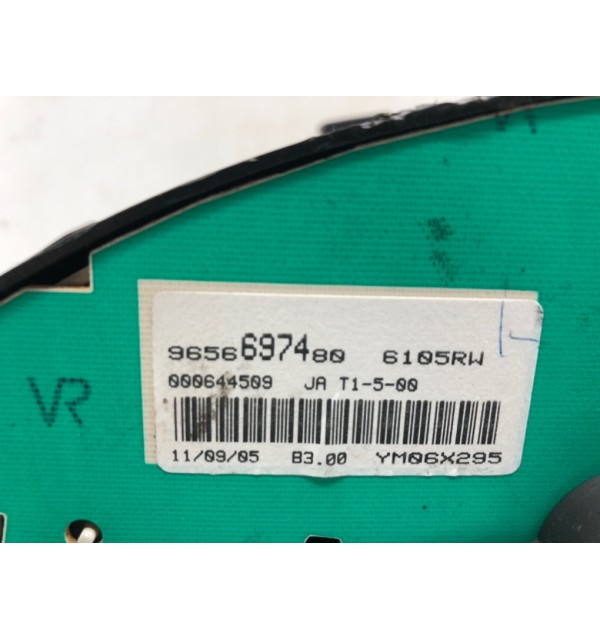 9656697480 6105RW
000644509 JA T1-5-00
VR
11/09/05 B3.00 YM06X295